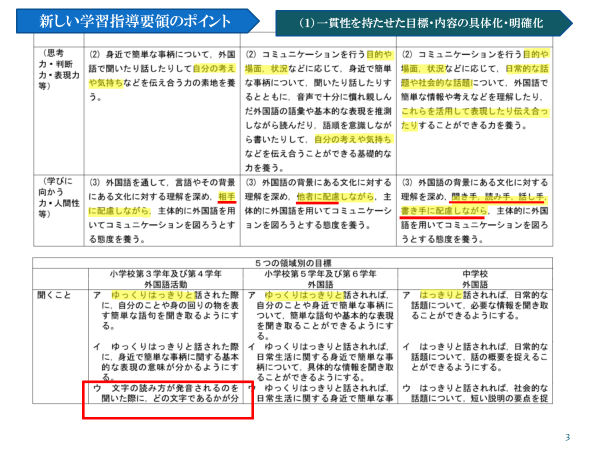 新しい学習指導要領のポイント
（１）一貫性を持たせた目標・内容の具体化・明確化
（思考
力・判断
力・表現力
等）
（2）身近で簡単な事柄について、外国
語で聞いたり話したりして自分の考え
や気持ちなどを伝え合う力の素地を養
う。
（2）コミュニケーションを行う目的や
場面、状況などに応じて、身近で簡単
な事柄について、聞いたり話したりす
るとともに、音声で十分に慣れ親しん
だ外国語の語彙や基本的な表現を推測
しながら読んだり、語順を意識しなが
ら書いたりして、自分の考えや気持ち
などを伝え合うことができる基礎的な
力を養う。
（2）コミュニケーションを行う目的や
場面、状況などに応じて、日常的な話
題や社会的な話題について、外国語で
簡単な情報や考えなどを理解したり、
これらを活用して表現したり伝え合っ
たりすることができる力を養う。
（学びに
向かう
力・人間性
等）
（3）外国語を通して、言語やその背景
にある文化に対する理解を深め、相手
に配慮しながら、主体的に外国語を用
いてコミュニケーションを図ろうとす
る態度を養う。
（3）外国語の背景にある文化に対する
理解を深め、他者に配慮しながら、主
体的に外国語を用いてコミュニケーシ
ョンを図ろうとする態度を養う。
（3）外国語の背景にある文化に対する
理解を深め、聞き手、読み手、話し手、
書き手に配慮しながら、主体的に外国
語を用いてコミュニケーションを図ろ
うとする態度を養う。
５つの領域別の目標
小学校第３学年及び第４学年
外国語活動
小学校第５学年及び第６学年
外国語
中学校
外国語
聞くこと
ア　ゆっくりはっきりと話された際
に、自分のことや身の回りの物を表
す簡単な語句を聞き取るようにす
る。
イ　ゆっくりはっきりと話された際
に、身近で簡単な事柄に関する基本
的な表現の意味が分かるようにす
る。
ウ　文字の読み方が発音されるのを
聞いた際に、どの文字であるかが分
ア　ゆっくりはっきりと話されれば、
自分のことや身近で簡単な事柄につ
いて、簡単な語句や基本的な表現
を聞き取ることができるようにす
る。
イ　ゆっくりはっきりと話されれば、
日常生活に関する身近で簡単な事
柄について、具体的な情報を聞き取
ることができるようにする。
ウ　ゆっくりはっきりと話されれば、
日常生活に関する身近で簡単な事
ア　はっきりと話されれば、日常的な
話題について、必要な情報を聞き取
ることができるようにする。
イ　はっきりと話されれば、日常的な
話題について、話の概要を捉えるこ
とができるようにする。
ウ　はっきりと話されれば、社会的な
話題について、短い説明の要点を捉
3